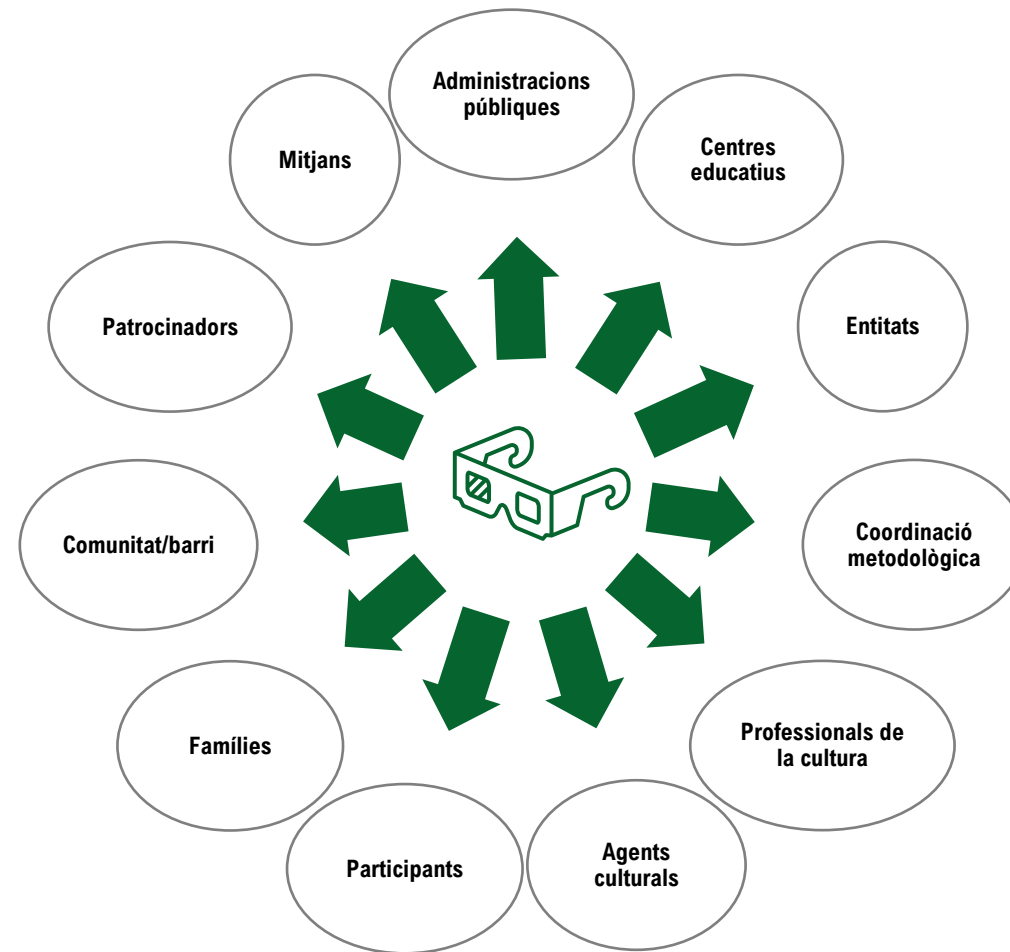 Administracions
públiques
Centres
educatius
Entitats
Coordinació
metodològica
Professionals de
la cultura
Agents
culturals
Participants
Famílies
Comunitat/barri
Patrocinadors
Mitjans